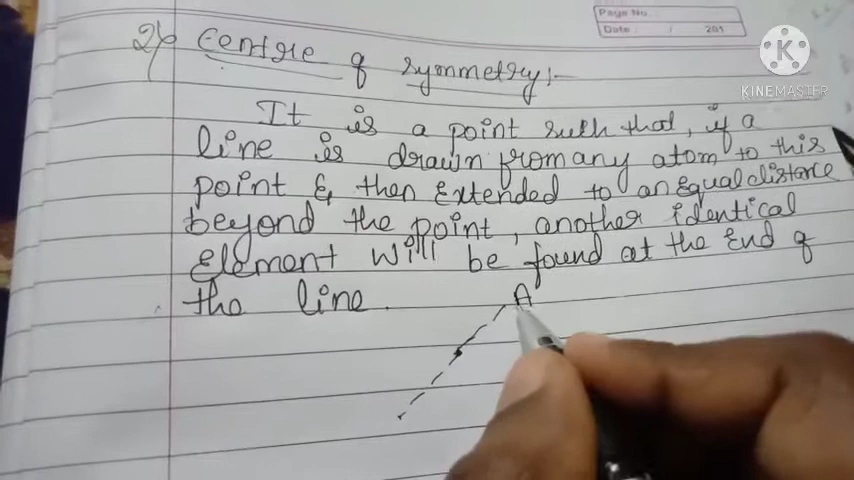 Page No.
Date : / 201
K
KINEMASTER
2) Centre of symmetry :-
It is a point such that, if a
line is drawn from any atom to this
point & then Extended to an Equal distance
beyond the point, another identical
Element will be found at the End of
the line.
A